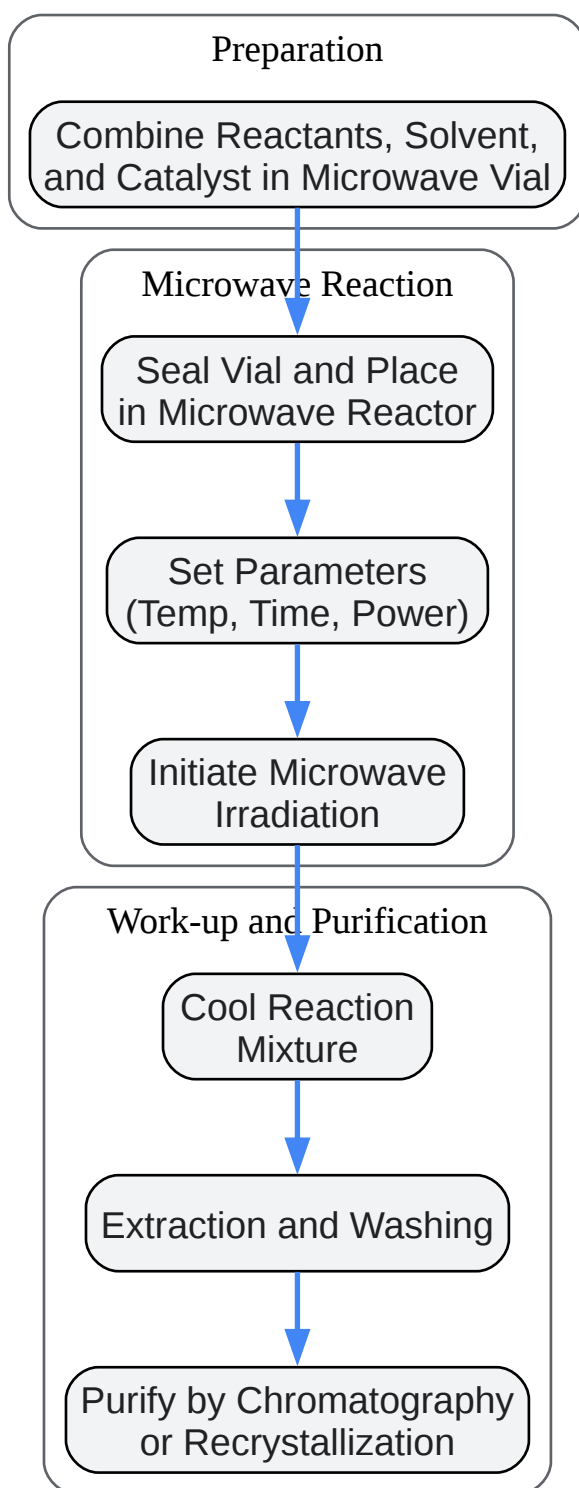 Preparation
Combine Reactants, Solvent,
and Catalyst in Microwave Vial
Microwave Reaction
Seal Vial and Place
in Microwave Reactor
Set Parameters
(Temp, Time, Power)
Initiate Microwave
Irradiation
Work-up and Purification
Cool Reaction
Mixture
Extraction and Washing
Purify by Chromatography
or Recrystallization